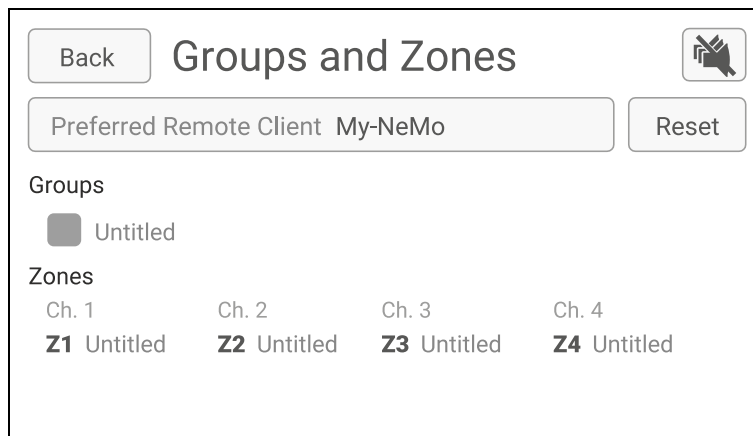 Back Groups and Zones
Preferred Remote Client My-NeMo Reset
Groups
Untitled
Zones
Ch. 1 Ch. 2 Ch. 3 Ch. 4
Z1 Untitled Z2 Untitled Z3 Untitled Z4 Untitled